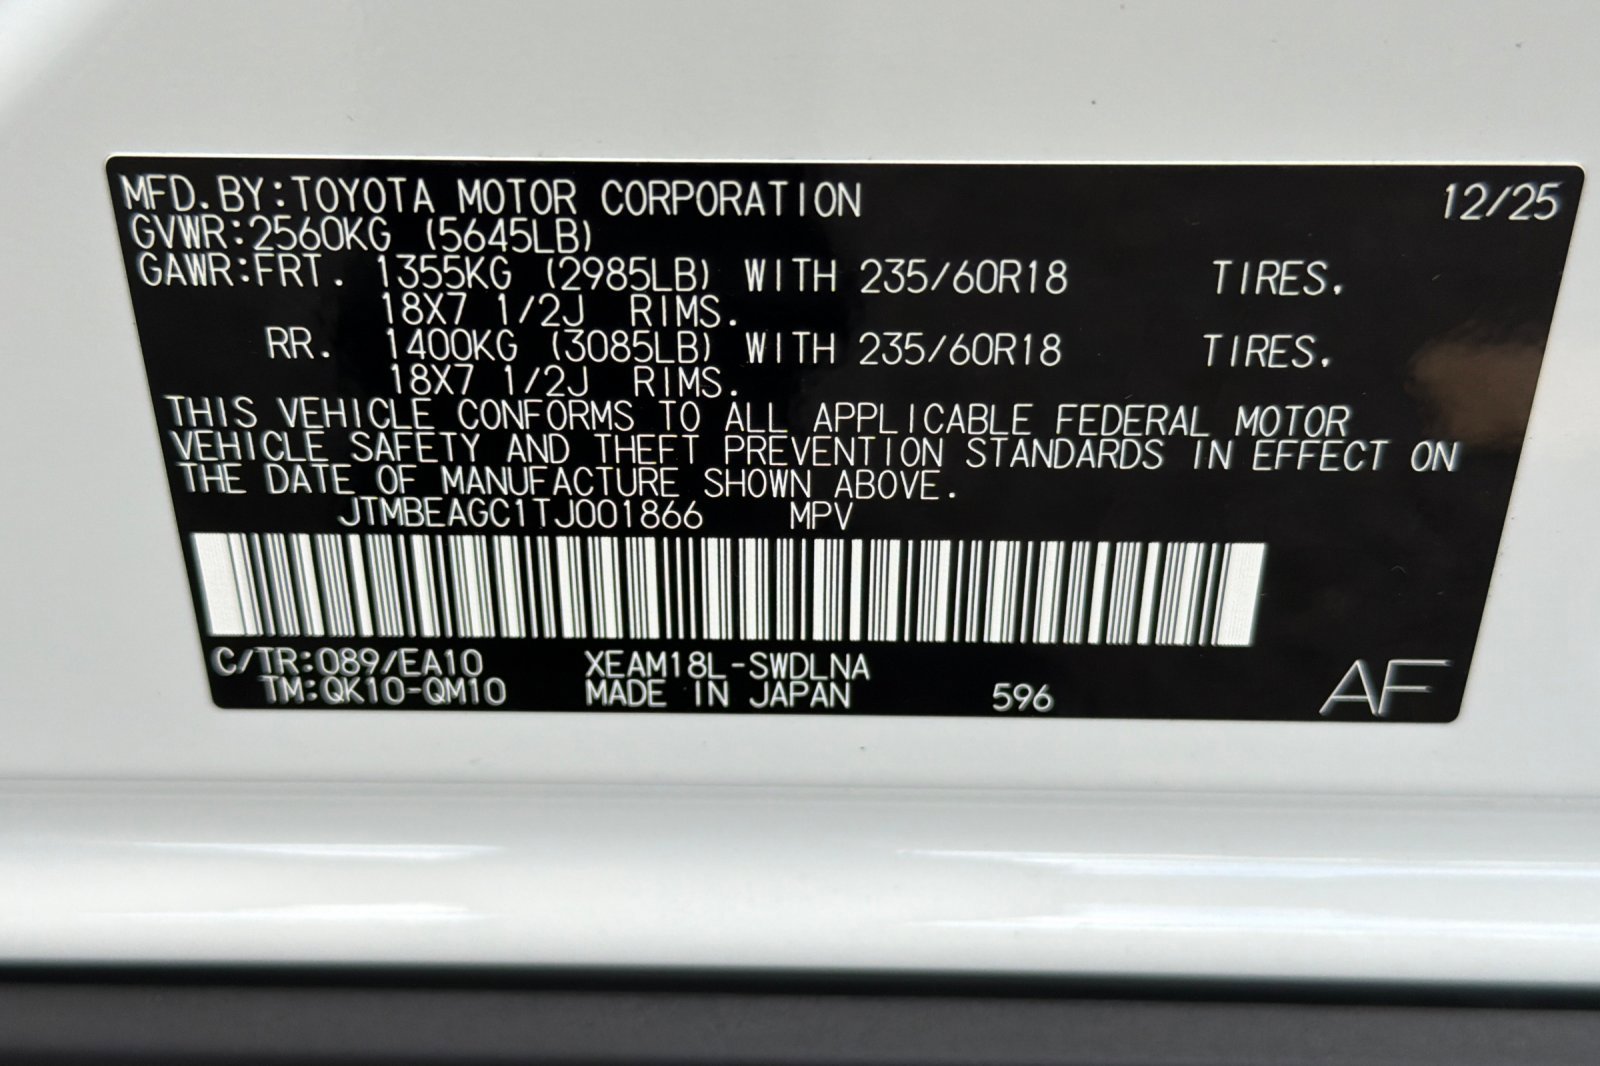 MFD.BY:TOYOTA MOTOR CORPORATION 12/25
GVWR:2560KG (5645LB)
GAWR:FRT. 1355KG (2985LB) WITH 235/60R18 TIRES.
18X7 1/2J RIMS.
RR. 1400KG (3085LB) WITH 235/60R18 TIRES.
18X7 1/2J RIMS.
THIS VEHICLE CONFORMS TO ALL APPLICABLE FEDERAL MOTOR
VEHICLE SAFETY AND THEFT PREVENTION STANDARDS IN EFFECT ON
THE DATE OF MANUFACTURE SHOWN ABOVE.
JTMBEAGC1TJ001866 MPV
C/TR:089/EA10 XEAM18L-SWDLNA
TM:QK10-QM10 MADE IN JAPAN 596 AF